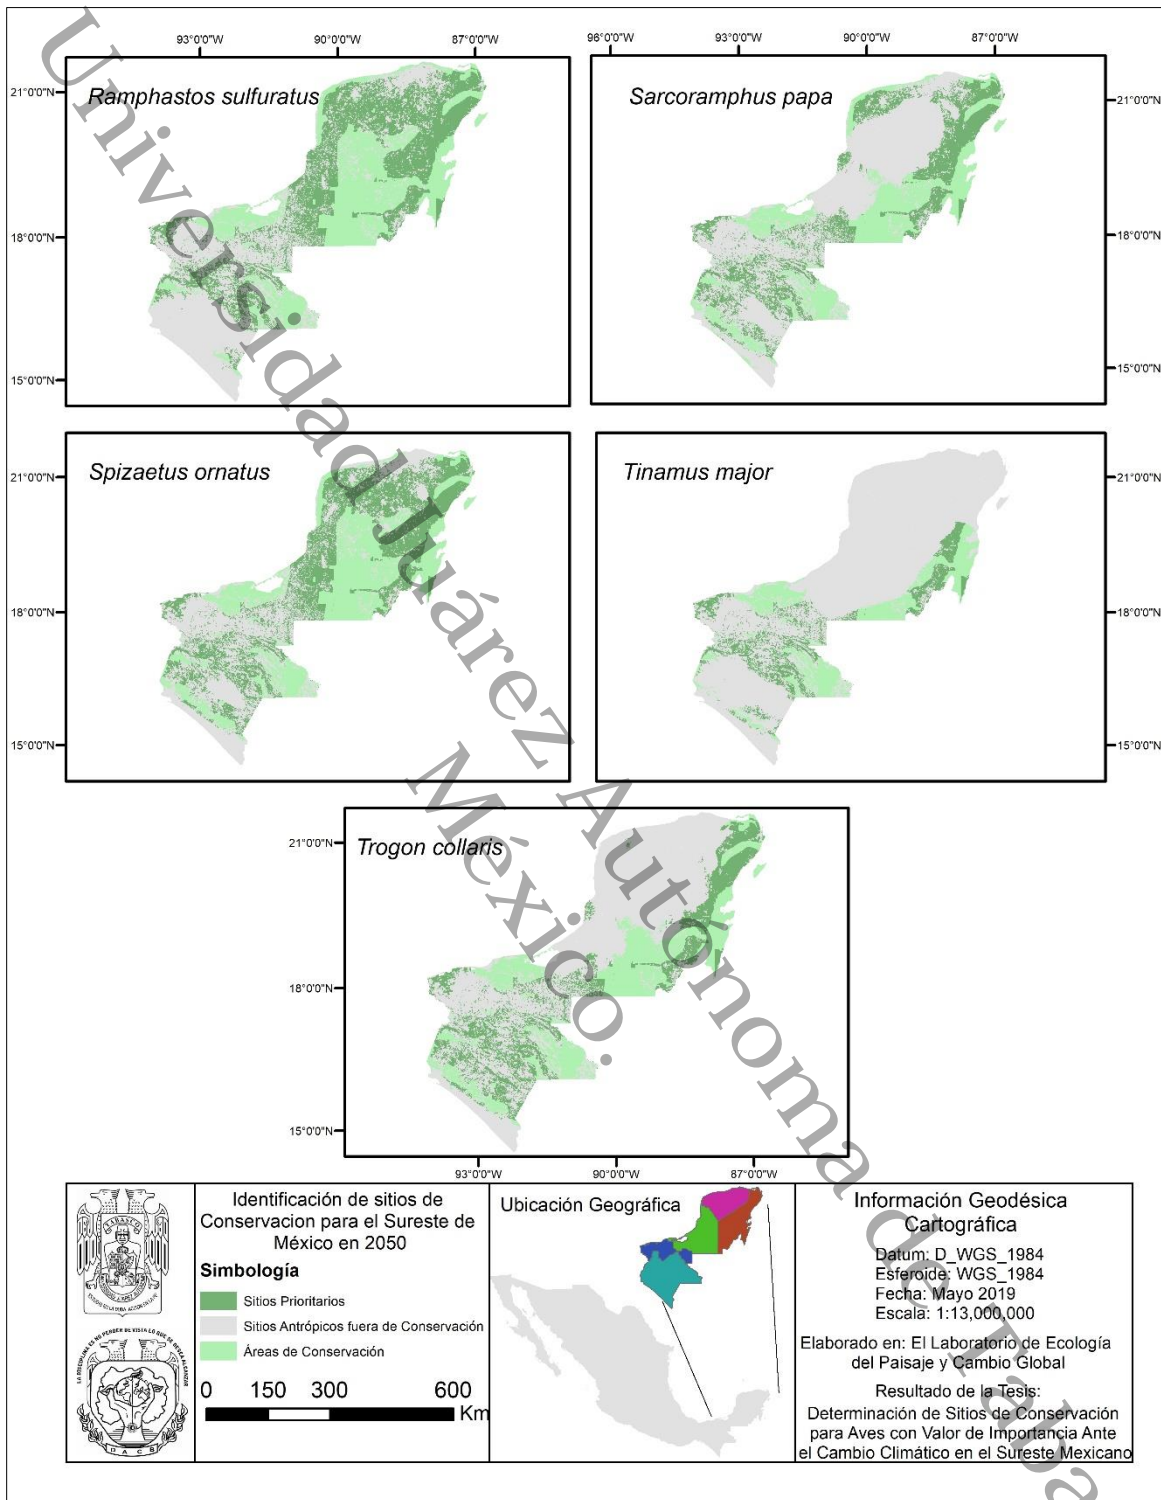 93°0'0"W 90°0'0"W 87°0'0"W
96°0'0"W 93°0'0"W 90°0'0"W 87°0'0"W
21°0'0"N
Ramphastos sulfuratus
18°0'0"N
15°0'0"N
Sarcoramphus papa
21°0'0"N
18°0'0"N
15°0'0"N
21°0'0"N
Spizaetus ornatus
18°0'0"N
15°0'0"N
Tinamus major
21°0'0"N
18°0'0"N
15°0'0"N
21°0'0"N
Trogon collaris
18°0'0"N
15°0'0"N
93°0'0"W 90°0'0"W 87°0'0"W
Universidad Juárez Autónoma de Taba
México.
Identificación de sitios de
Conservacion para el Sureste de
México en 2050
Simbología
Sitios Prioritarios
Sitios Antrópicos fuera de Conservación
Áreas de Conservación
0 150 300 600
Km
Ubicación Geográfica
Información Geodésica
Cartográfica
Datum: D_WGS_1984
Esferoide: WGS_1984
Fecha: Mayo 2019
Escala: 1:13,000,000
Elaborado en: El Laboratorio de Ecología
del Paisaje y Cambio Global
Resultado de la Tesis:
Determinación de Sitios de Conservación
para Aves con Valor de Importancia Ante
el Cambio Climático en el Sureste Mexicano